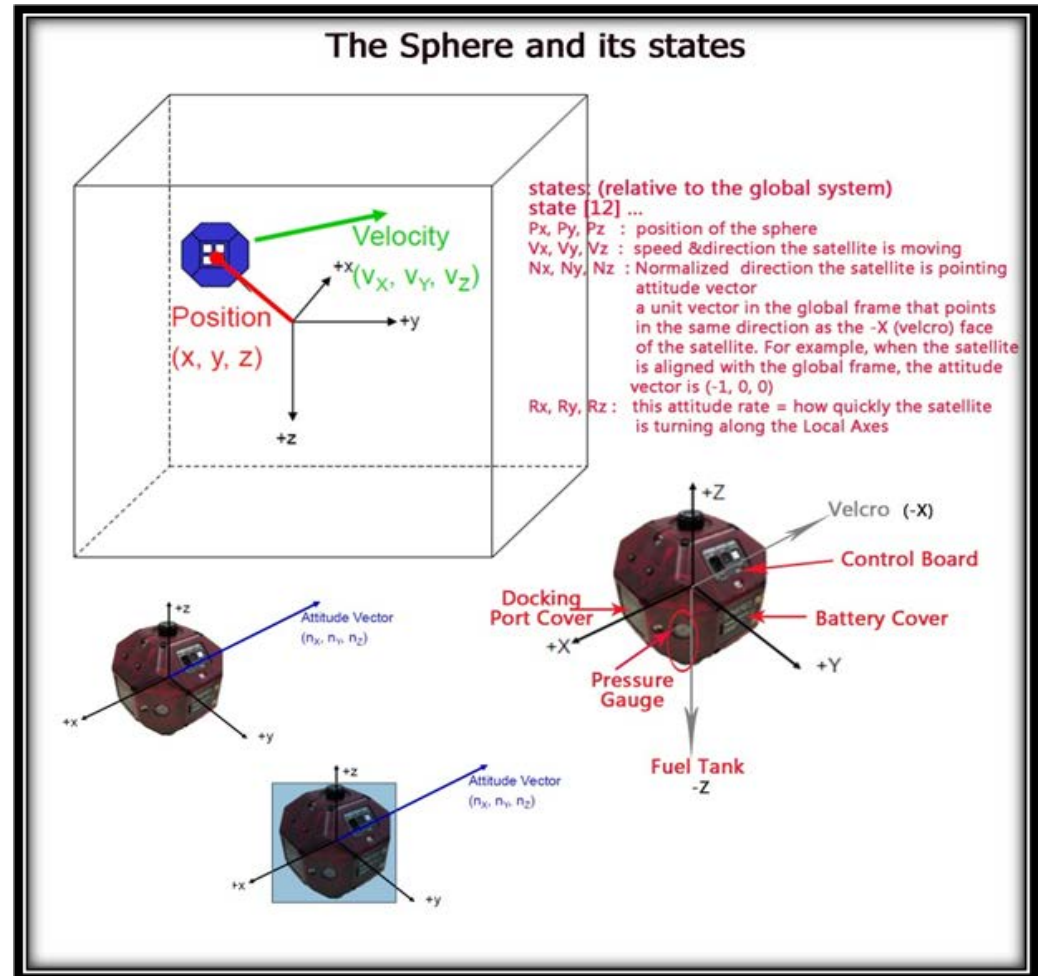 The Sphere and its states
Velocity
(vX, vY, vZ)
+x
+y
+z
Position
(x, y, z)
states: (relative to the global system)
state [12] ...
Px, Py, Pz : position of the sphere
Vx, Vy, Vz : speed &direction the satellite is moving
Nx, Ny, Nz : Normalized direction the satellite is pointing
attitude vector
a unit vector in the global frame that points
in the same direction as the -X (velcro) face
of the satellite. For example, when the satellite
is aligned with the global frame, the attitude
vector is (-1, 0, 0)
Rx, Ry, Rz : this attitude rate = how quickly the satellite
is turning along the Local Axes
+Z
Velcro (-X)
Control Board
Docking
Port Cover
Battery Cover
+X
+Y
Pressure
Gauge
Fuel Tank
-Z
+z
Attitude Vector
(nX, nY, nZ)
+x
+y
+z
Attitude Vector
(nX, nY, nZ)
+x
+y